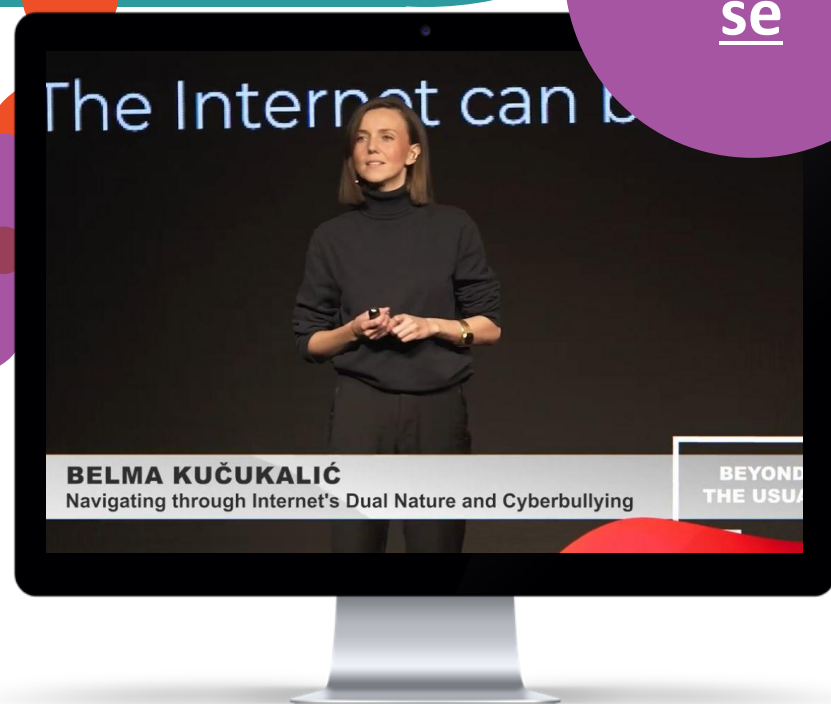 se
The Internet can b
BELMA KUČUKALIĆ
Navigating through Internet's Dual Nature and Cyberbullying
BEYOND
THE USUA